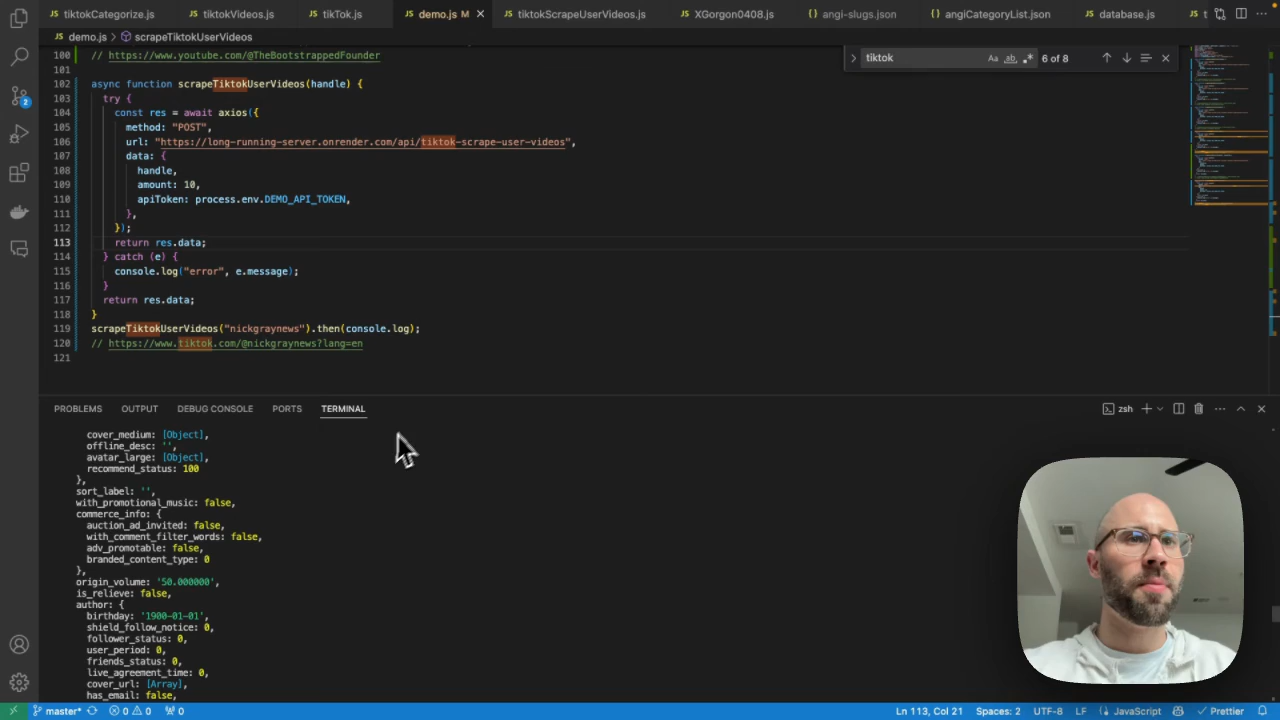 tiktokCategorize.js
tiktokVideos.js
tikTok.js
demo.js M
tiktokScrapeUserVideos.js
XGorgon0408.js
angi-slugs.json
angiCategoryList.json
database.js
demo.js > scrapeTiktokUserVideos
tiktok
Aa ab .*
6 of 8
100 // https://www.youtube.com/@TheBootstrappedFounder
101
102 async function scrapeTiktokUserVideos(handle) {
103 try {
104 const res = await axios({
105 method: "POST",
106 url: "https://long-running-server.onrender.com/api/tiktok-scrape-user-videos",
107 data: {
108 handle,
109 amount: 10,
110 apiToken: process.env.DEMO_API_TOKEN,
111 },
112 });
113 return res.data;
114 } catch (e) {
115 console.log("error", e.message);
116 }
117 return res.data;
118 }
119 scrapeTiktokUserVideos("nickgraynews").then(console.log);
120 // https://www.tiktok.com/@nickgraynews?lang=en
121
2
PROBLEMS OUTPUT DEBUG CONSOLE PORTS TERMINAL
zsh
cover_medium: [Object],
offline_desc: '',
avatar_large: [Object],
recommend_status: 100
},
sort_label: '',
with_promotional_music: false,
commerce_info: {
auction_ad_invited: false,
with_comment_filter_words: false,
adv_promotable: false,
branded_content_type: 0
},
origin_volume: '50.000000',
is_relieve: false,
author: {
birthday: '1900-01-01',
shield_follow_notice: 0,
follower_status: 0,
user_period: 0,
friends_status: 0,
live_agreement_time: 0,
cover_url: [Array],
has_email: false,
master* 0 0 0 Ln 113, Col 21 Spaces: 2 UTF-8 LF JavaScript Prettier